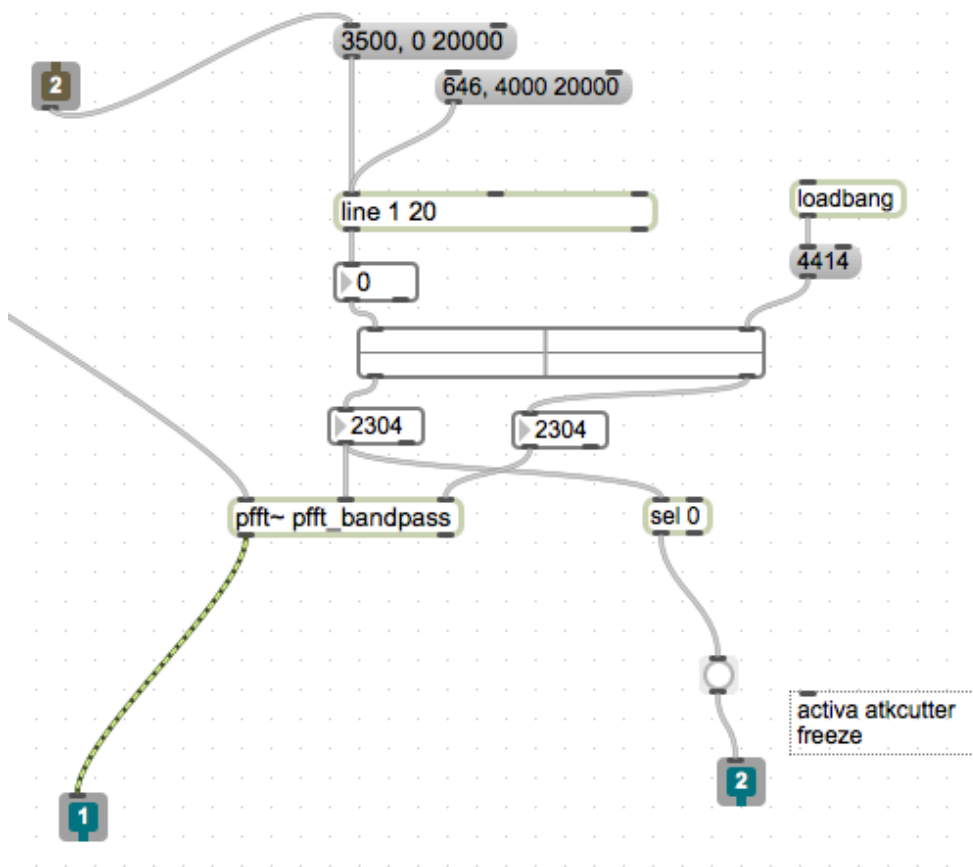 3500, 0 20000
2
646, 4000 20000
loadbang
line 1 20
4414
0
2304
2304
pfft~ pfft_bandpass
sel 0
activa atkcutter
freeze
2
1